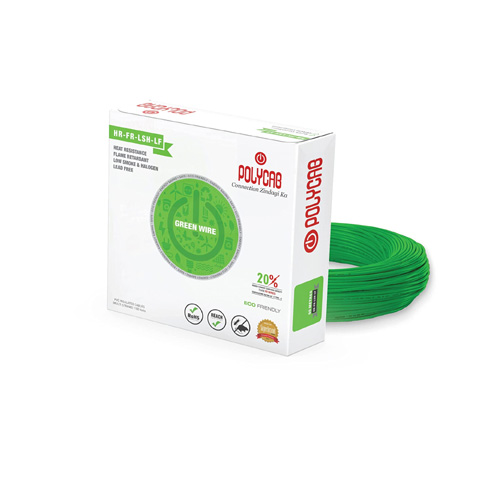 POLYCAB
HR-FR-LSH-LF
HEAT RESISTANCE
FLAME RETARDANT
LOW SMOKE & HALOGEN
LEAD FREE
POLYCAB
Connection Zindagi Ka
GREEN WIRE
20%
ECO FRIENDLY
RoHS
REACH
POLYCAB